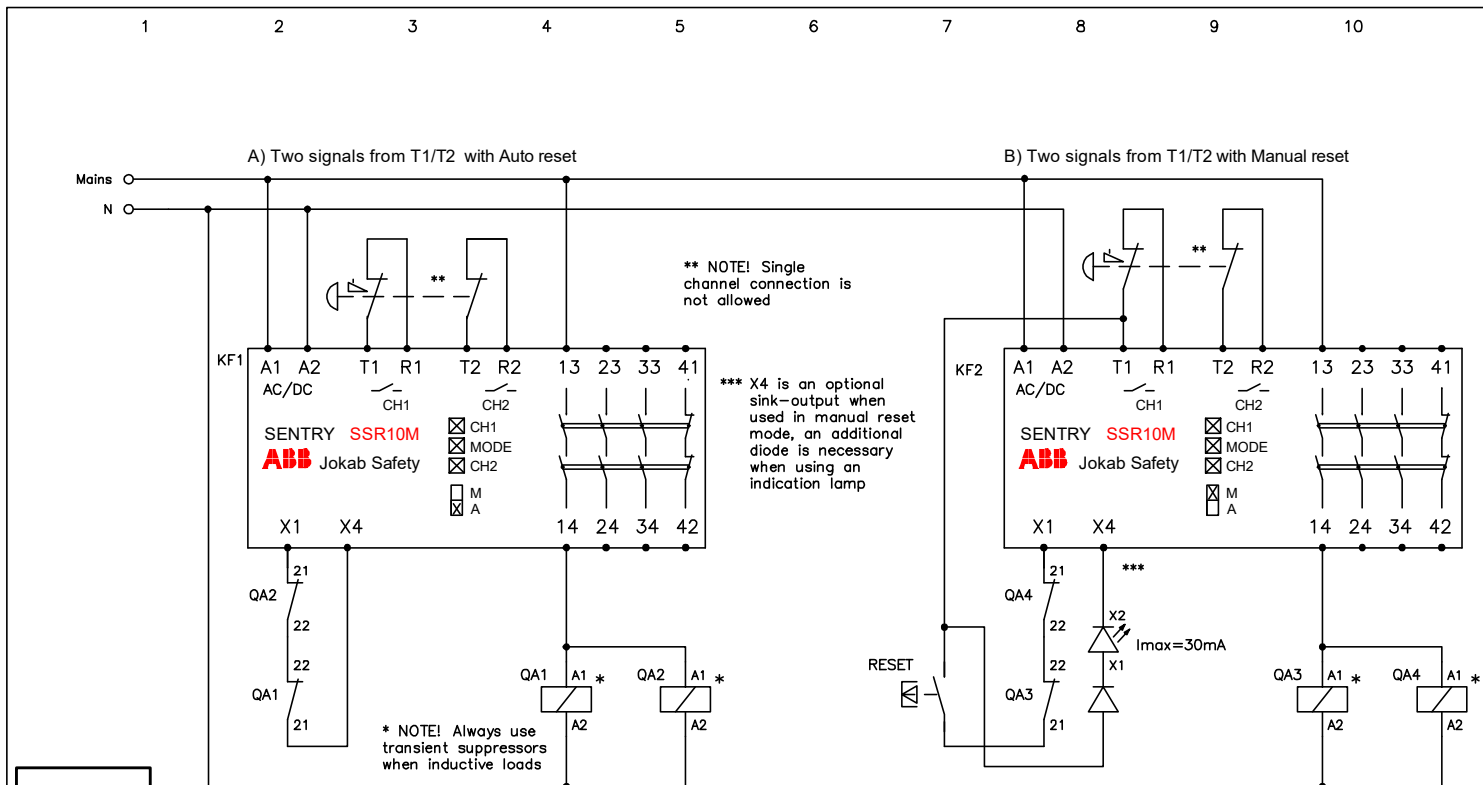 1 2 3 4 5 6 7 8 9 10
A) Two signals from T1/T2 with Auto reset
B) Two signals from T1/T2 with Manual reset
Mains
N
**
** NOTE! Single
channel connection is
not allowed
**
KF1
A1 A2 T1 R1 T2 R2 13 23 33 41
AC/DC
CH1
CH2
CH1
MODE
CH2
SENTRY SSR10M
ABB Jokab Safety
M
A
X1 X4 14 24 34 42
*** X4 is an optional
sink-output when
used in manual reset
mode, an additional
diode is necessary
when using an
indication lamp
KF2
A1 A2 T1 R1 T2 R2 13 23 33 41
AC/DC
CH1
CH2
CH1
MODE
CH2
SENTRY SSR10M
ABB Jokab Safety
M
A
X1 X4 14 24 34 42
21
QA2
22
22
QA1
21
QA1 A1 *
A2
QA2 A1 *
A2
* NOTE! Always use
transient suppressors
when inductive loads
***
21
QA4
22
22
QA3
21
X2
Imax=30mA
X1
RESET
QA3 A1 *
A2
QA4 A1 *
A2